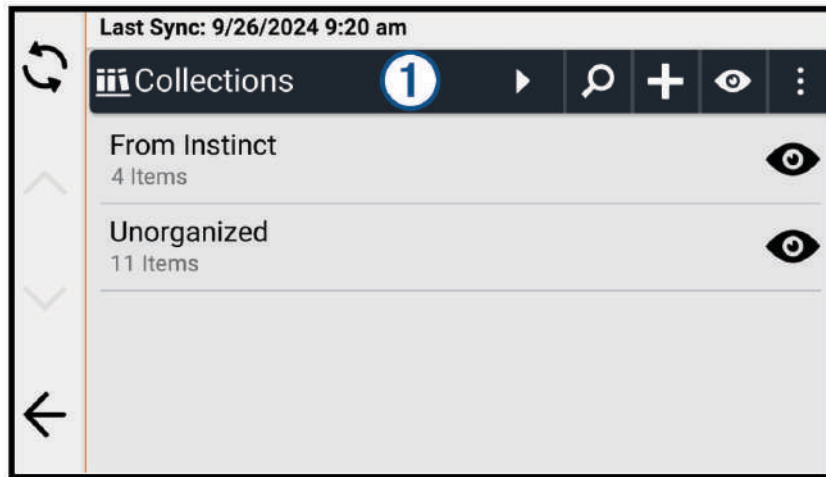 Last Sync: 9/26/2024 9:20 am
Collections 1
From Instinct
4 Items
Unorganized
11 Items